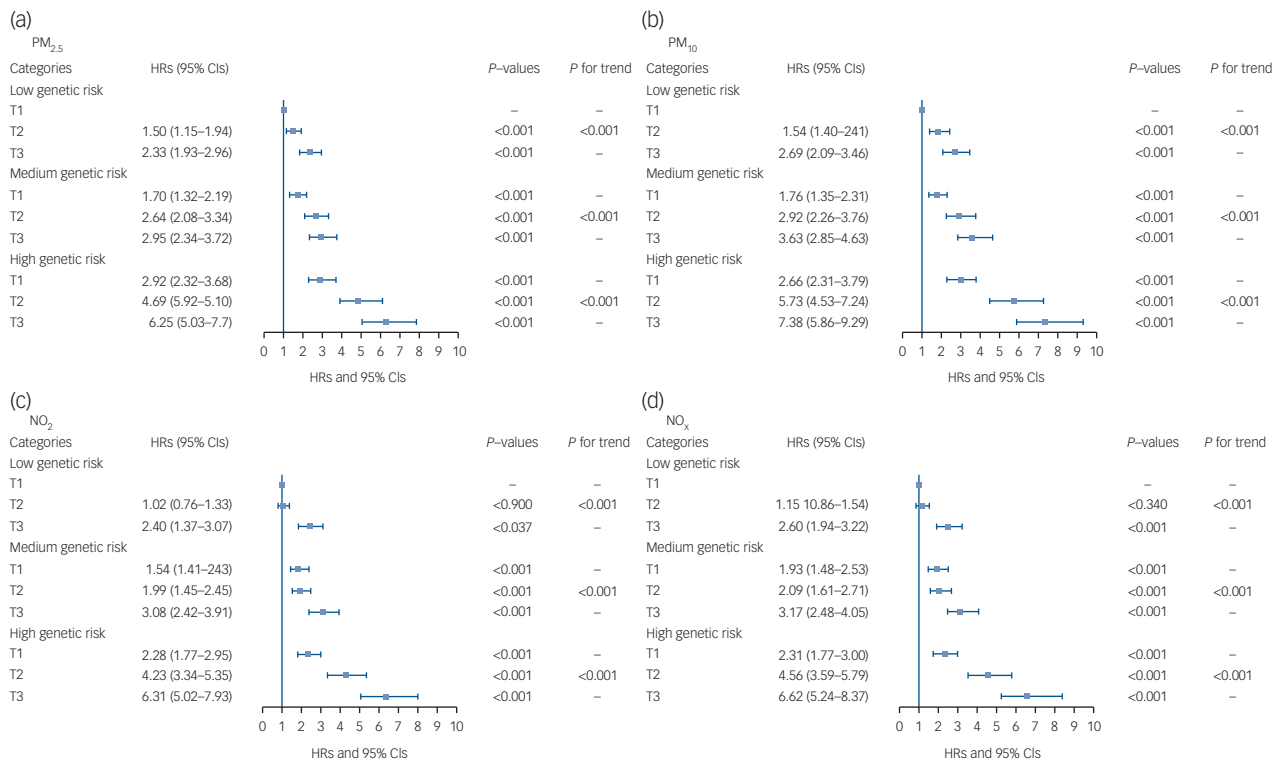 (a)
PM2.5
Categories HRs (95% CIs) P–values P for trend
Low genetic risk
T1 – –
T2 1.50 (1.15–1.94) <0.001 <0.001
T3 2.33 (1.93–2.96) <0.001 –
Medium genetic risk
T1 1.70 (1.32–2.19) <0.001 –
T2 2.64 (2.08–3.34) <0.001 <0.001
T3 2.95 (2.34–3.72) <0.001 –
High genetic risk
T1 2.92 (2.32–3.68) <0.001 –
T2 4.69 (5.92–5.10) <0.001 <0.001
T3 6.25 (5.03–7.7) <0.001 –
0 1 2 3 4 5 6 7 8 9 10
HRs and 95% CIs
(b)
PM10
Categories HRs (95% CIs) P–values P for trend
Low genetic risk
T1 – –
T2 1.54 (1.40–241) <0.001 <0.001
T3 2.69 (2.09–3.46) <0.001 –
Medium genetic risk
T1 1.76 (1.35–2.31) <0.001 –
T2 2.92 (2.26–3.76) <0.001 <0.001
T3 3.63 (2.85–4.63) <0.001 –
High genetic risk
T1 2.66 (2.31–3.79) <0.001 –
T2 5.73 (4.53–7.24) <0.001 <0.001
T3 7.38 (5.86–9.29) <0.001 –
0 1 2 3 4 5 6 7 8 9 10
HRs and 95% CIs
(c)
NO2
Categories HRs (95% CIs) P–values P for trend
Low genetic risk
T1 – –
T2 1.02 (0.76–1.33) <0.900 <0.001
T3 2.40 (1.37–3.07) <0.037 –
Medium genetic risk
T1 1.54 (1.41–243) <0.001 –
T2 1.99 (1.45–2.45) <0.001 <0.001
T3 3.08 (2.42–3.91) <0.001 –
High genetic risk
T1 2.28 (1.77–2.95) <0.001 –
T2 4.23 (3.34–5.35) <0.001 <0.001
T3 6.31 (5.02–7.93) <0.001 –
0 1 2 3 4 5 6 7 8 9 10
HRs and 95% CIs
(d)
NOx
Categories HRs (95% CIs) P–values P for trend
Low genetic risk
T1 – –
T2 1.15 10.86–1.54) <0.340 <0.001
T3 2.60 (1.94–3.22) <0.001 –
Medium genetic risk
T1 1.93 (1.48–2.53) <0.001 –
T2 2.09 (1.61–2.71) <0.001 <0.001
T3 3.17 (2.48–4.05) <0.001 –
High genetic risk
T1 2.31 (1.77–3.00) <0.001 –
T2 4.56 (3.59–5.79) <0.001 <0.001
T3 6.62 (5.24–8.37) <0.001 –
0 1 2 3 4 5 6 7 8 9 10
HRs and 95% CIs